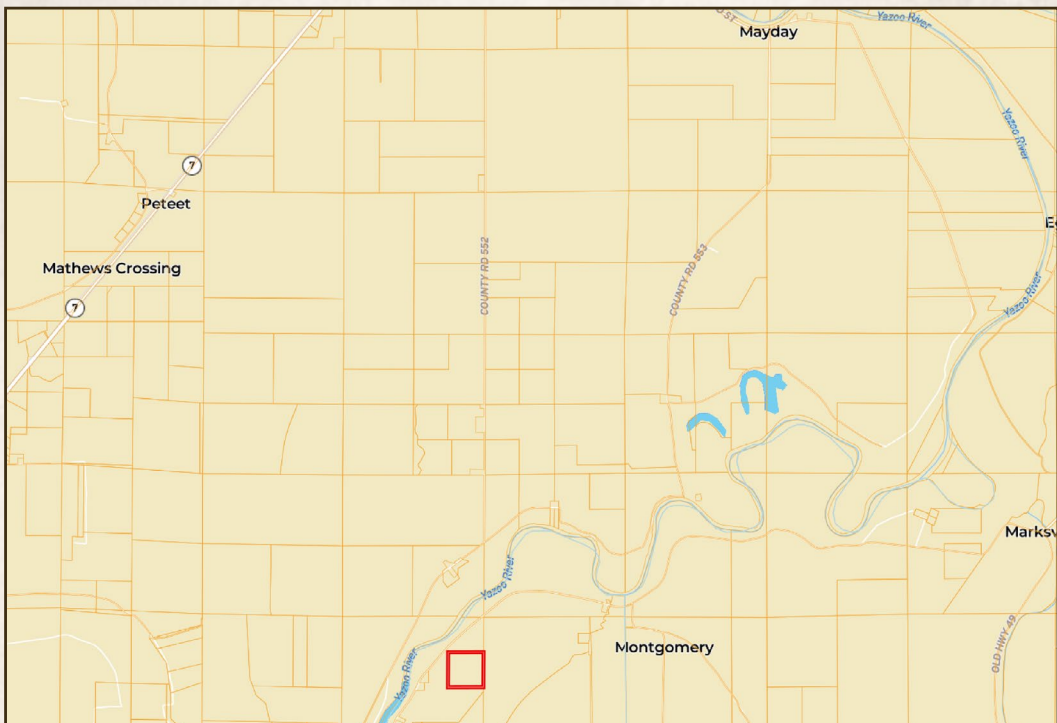 D ST
Yazoo River
Mayday
Yazoo River
7
Peteet
Mathews Crossing
COUNTY RD 552
COUNTY RD 553
Yazoo River
7
Yazoo River
Montgomery
Yazoo River
OLD HWY 49